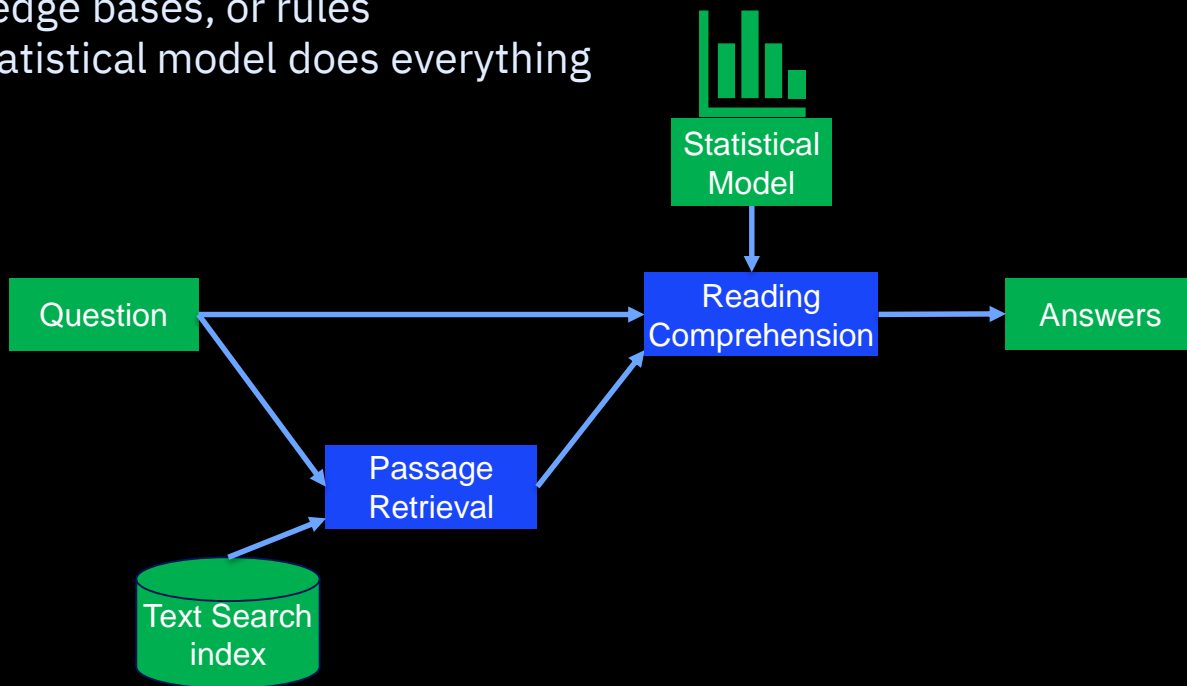 edge bases, or rules
atistical model does everything
Statistical
Model
Question
Reading
Comprehension
Answers
Passage
Retrieval
Text Search
index